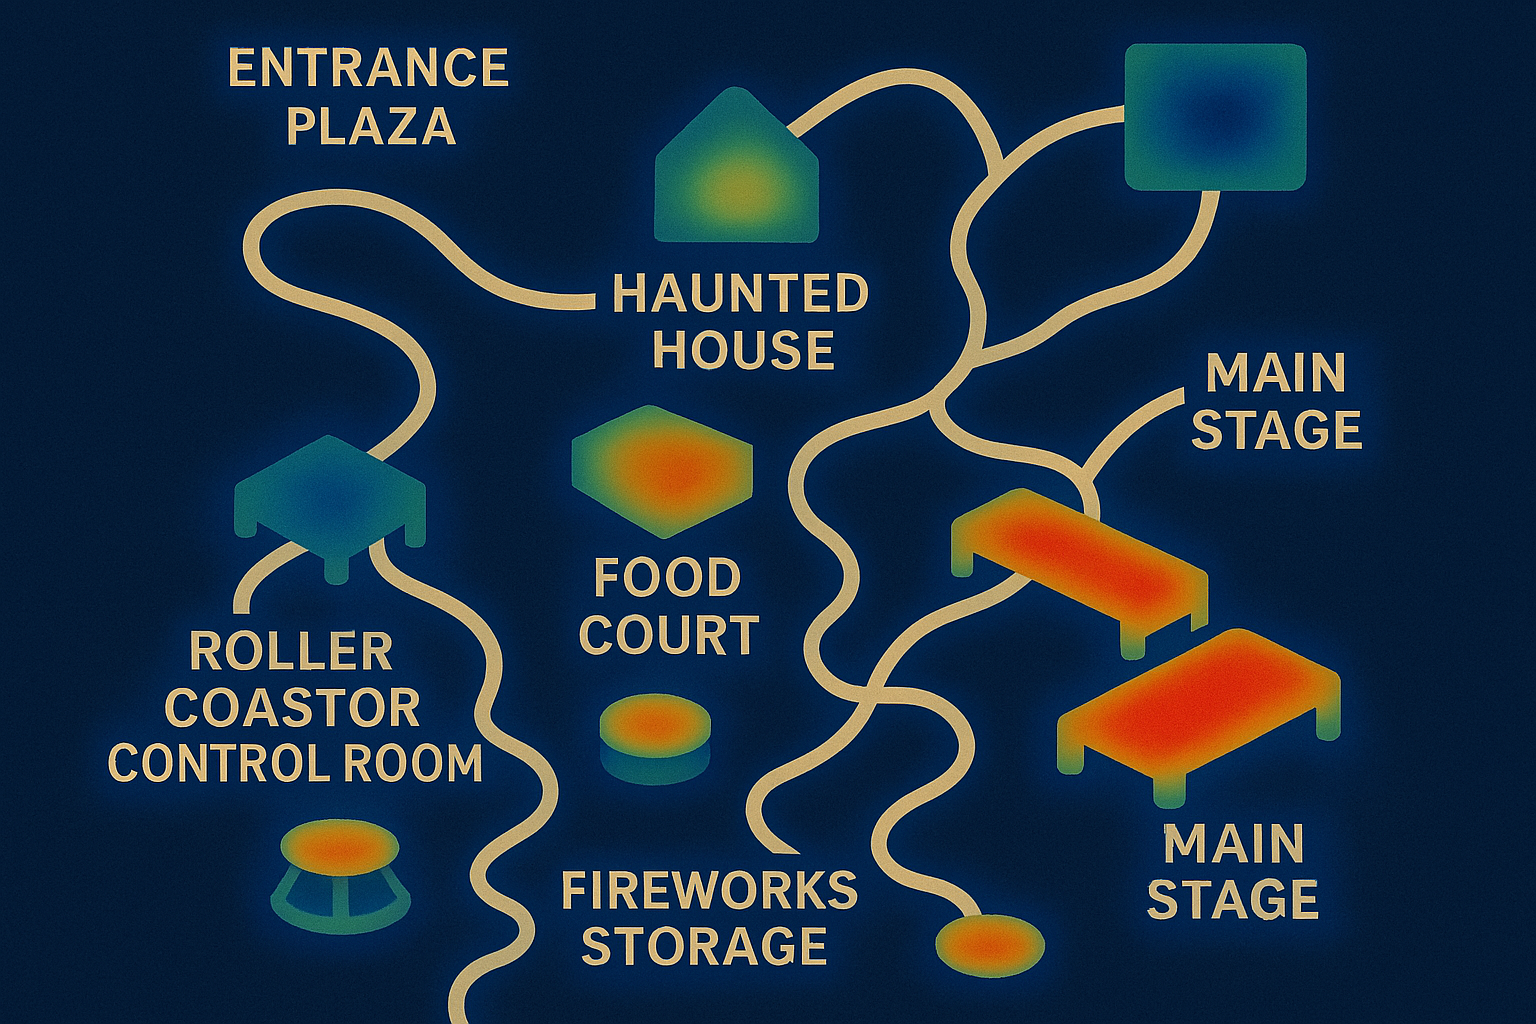 ENTRANCE
PLAZA
HAUNTED
HOUSE
MAIN
STAGE
FOOD
COURT
ROLLER
COASTOR
CONTROL ROOM
FIREWORKS
STORAGE
MAIN
STAGE